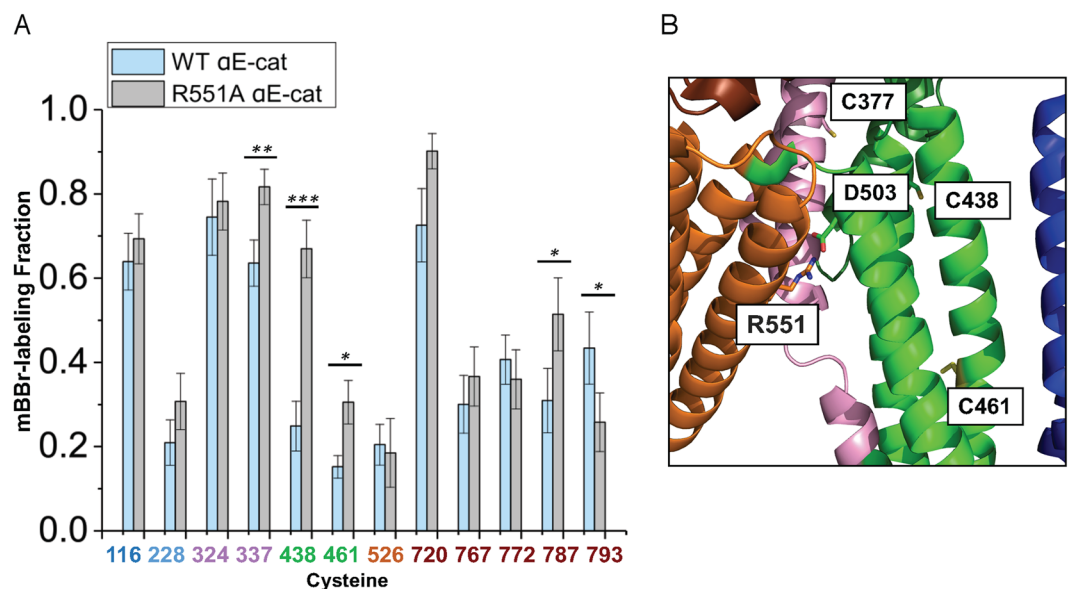 A
B
WT αE-cat
R551A αE-cat
mBBr-labeling Fraction
1.0
0.8
0.6
0.4
0.2
0.0
**
***
*
*
*
116 228 324 337 438 461 526 720 767 772 787 793
Cysteine
C377
D503
C438
R551
C461